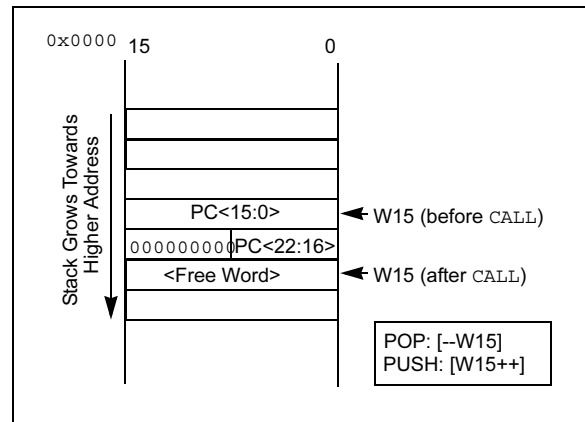 0x0000 15 0
Stack Grows Towards
Higher Address
PC<15:0> W15 (before CALL)
000000000 PC<22:16>
<Free Word> W15 (after CALL)
POP: [--W15]
PUSH: [W15++]